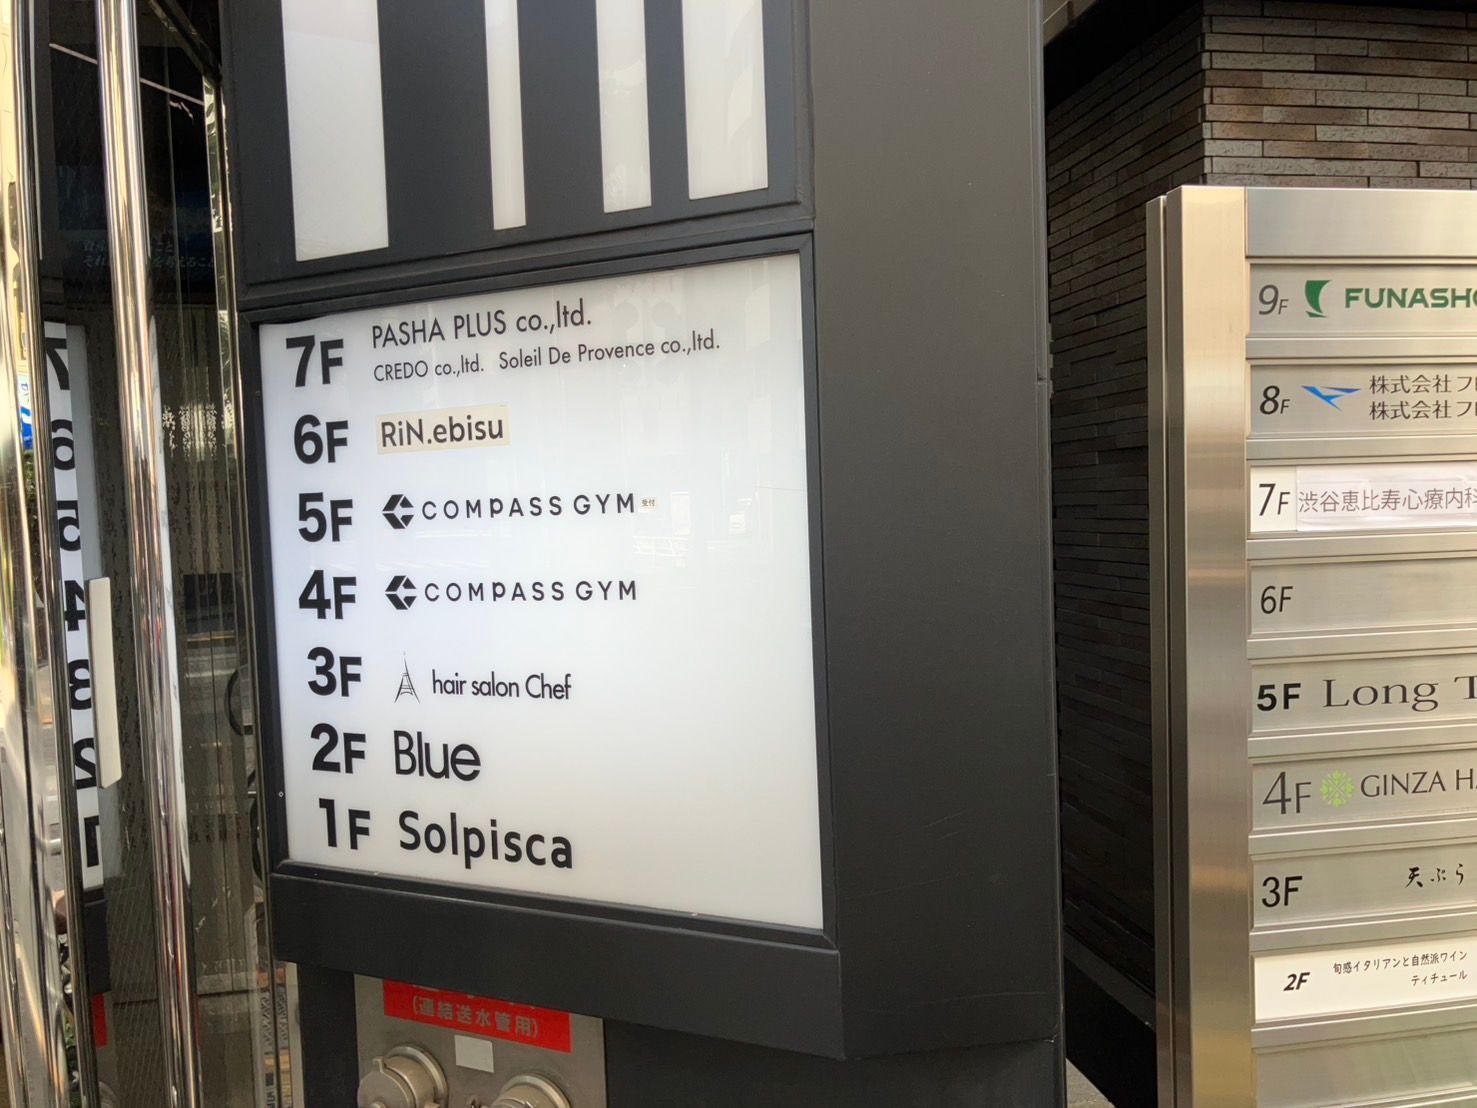 7F PASHA PLUS co.,ltd.
CREDO co.,ltd. Soleil De Provence co.,ltd.
6F RiN.ebisu
5F COMPASS GYM 受付
4F COMPASS GYM
3F hair salon Chef
2F Blue
1F Solpisca
(連結送水管用)
9F FUNASHO
8F 株式会社フ
株式会社フ
7F 渋谷恵比寿心療内科
6F
5F Long T
4F GINZA H
3F 天ぷら
2F 旬感イタリアンと自然派ワイン
ティチュール